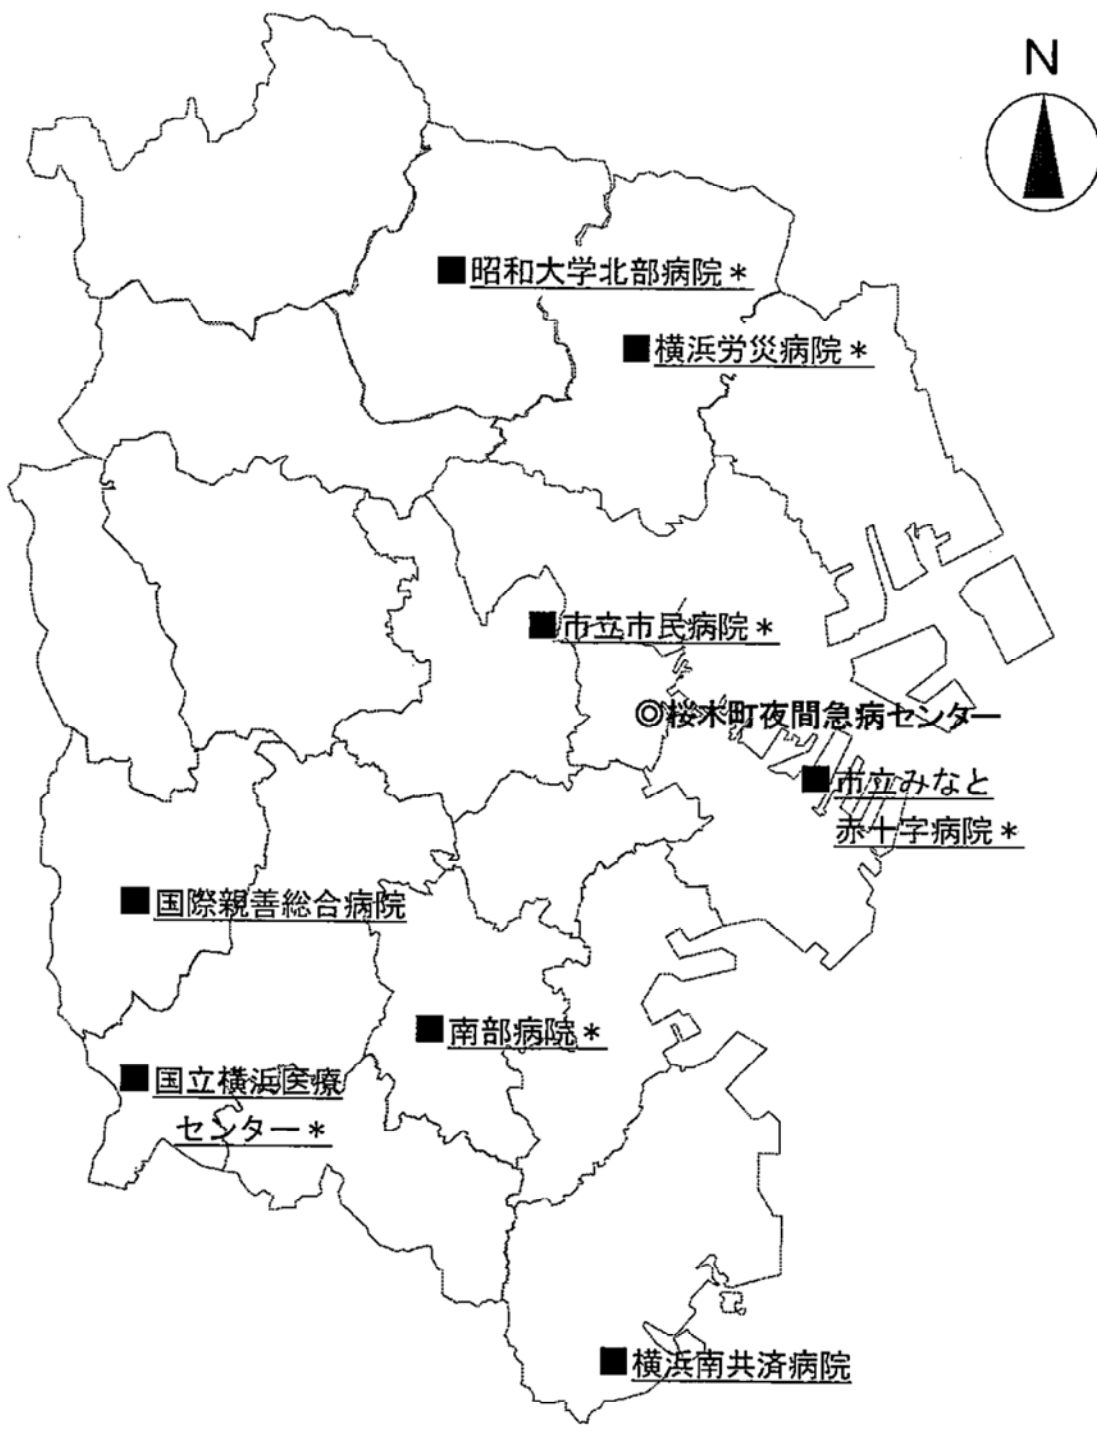 N
昭和大学北部病院＊
横浜労災病院＊
市立市民病院＊
◎桜木町夜間急病センター
市立みなと
赤十字病院＊
国際親善総合病院
南部病院＊
国立横浜医療
センター＊
横浜南共済病院